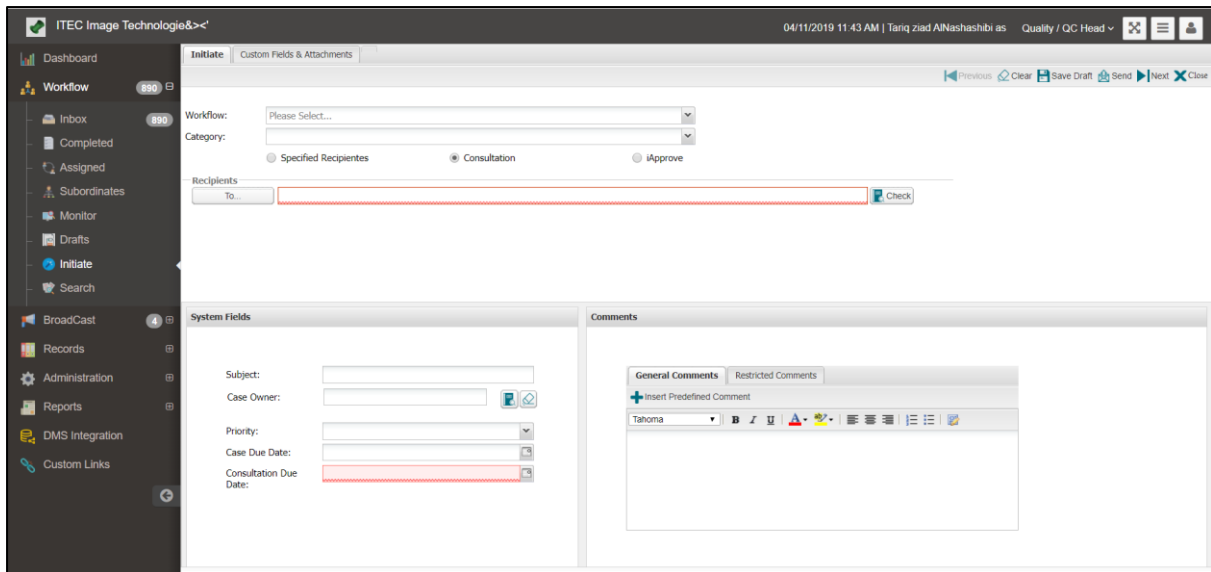 ITEC Image Technologie&><'
04/11/2019 11:43 AM | Tariq ziad AlNashashibi as Quality / QC Head
Dashboard
Workflow 890
Inbox 890
Completed
Assigned
Subordinates
Monitor
Drafts
Initiate
Search
BroadCast 4
Records
Administration
Reports
DMS Integration
Custom Links
Initiate Custom Fields & Attachments
Previous Clear Save Draft Send Next Close
Workflow: Please Select...
Category:
Specified Recipientes Consultation iApprove
Recipients
To... Check
System Fields
Subject:
Case Owner:
Priority:
Case Due Date:
Consultation Due
Date:
Comments
General Comments Restricted Comments
Insert Predefined Comment
Tahoma B I U A ab